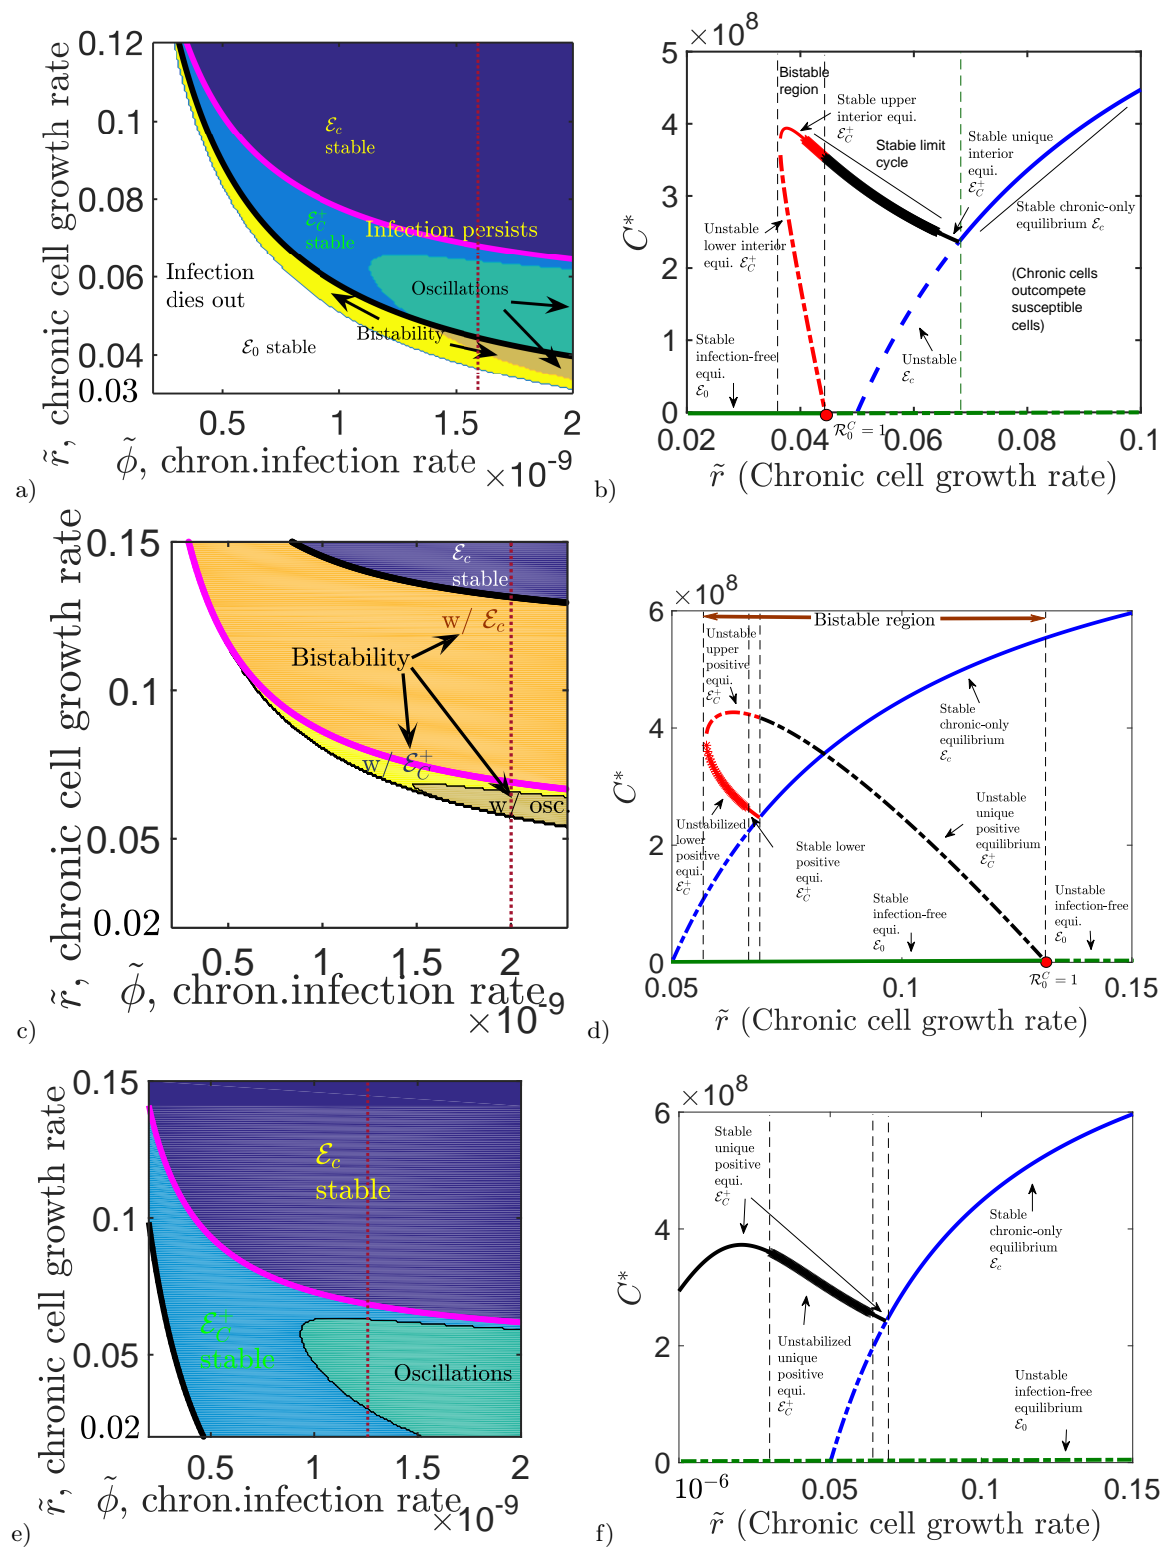 0.12
0.1
0.08
0.06
0.04
0.03
0.5
1
1.5
2
×10⁻⁹
r̃, chronic cell growth rate
ϕ̃, chron.infection rate
ℰc
stable
ℰC+
stable
Infection persists
Infection
dies out
Oscillations
Bistability
ℰ0 stable
a)
×10⁸
5
4
3
2
1
0
C*
0.02
0.04
0.06
0.08
0.1
r̃ (Chronic cell growth rate)
Bistable
region
Stable upper
interior equi.
ℰC+
Stable limit
cycle
Stable unique
interior
equi.
ℰC+
Stable chronic-only
equilibrium ℰc
Unstable
lower interior
equi. ℰC+
(Chronic cells
outcompete
susceptible
cells)
Stable
infection-free
equi.
ℰ0
Unstable
ℰc
ℛ0C = 1
b)
0.15
0.1
0.05
0.02
0.5
1
1.5
2
×10⁻⁹
r̃, chronic cell growth rate
ϕ̃, chron.infection rate
ℰc
stable
w/ ℰc
Bistability
w/ ℰC+
w/ osc
c)
×10⁸
6
4
2
0
C*
0.05
0.1
0.15
r̃ (Chronic cell growth rate)
Bistable region
Unstable
upper
positive
equi.
ℰC+
Stable
chronic-only
equilibrium
ℰc
Unstabilized
lower
positive
equi.
ℰC+
Stable lower
positive
equi.
ℰC+
Unstable
unique
positive
equilibrium
ℰC+
Stable
infection-free
equi.
ℰ0
Unstable
infection-free
equi.
ℰ0
ℛ0C = 1
d)
0.15
0.1
0.05
0.02
0.5
1
1.5
2
×10⁻⁹
r̃, chronic cell growth rate
ϕ̃, chron.infection rate
ℰc
stable
ℰC+
stable
Oscillations
e)
×10⁸
6
4
2
0
C*
10⁻⁶
0.05
0.1
0.15
r̃ (Chronic cell growth rate)
Stable
unique
positive
equi.
ℰC+
Stable
chronic-only
equilibrium
ℰc
Unstabilized
unique
positive
equi.
ℰC+
Unstable
infection-free
equilibrium
ℰ0
f)